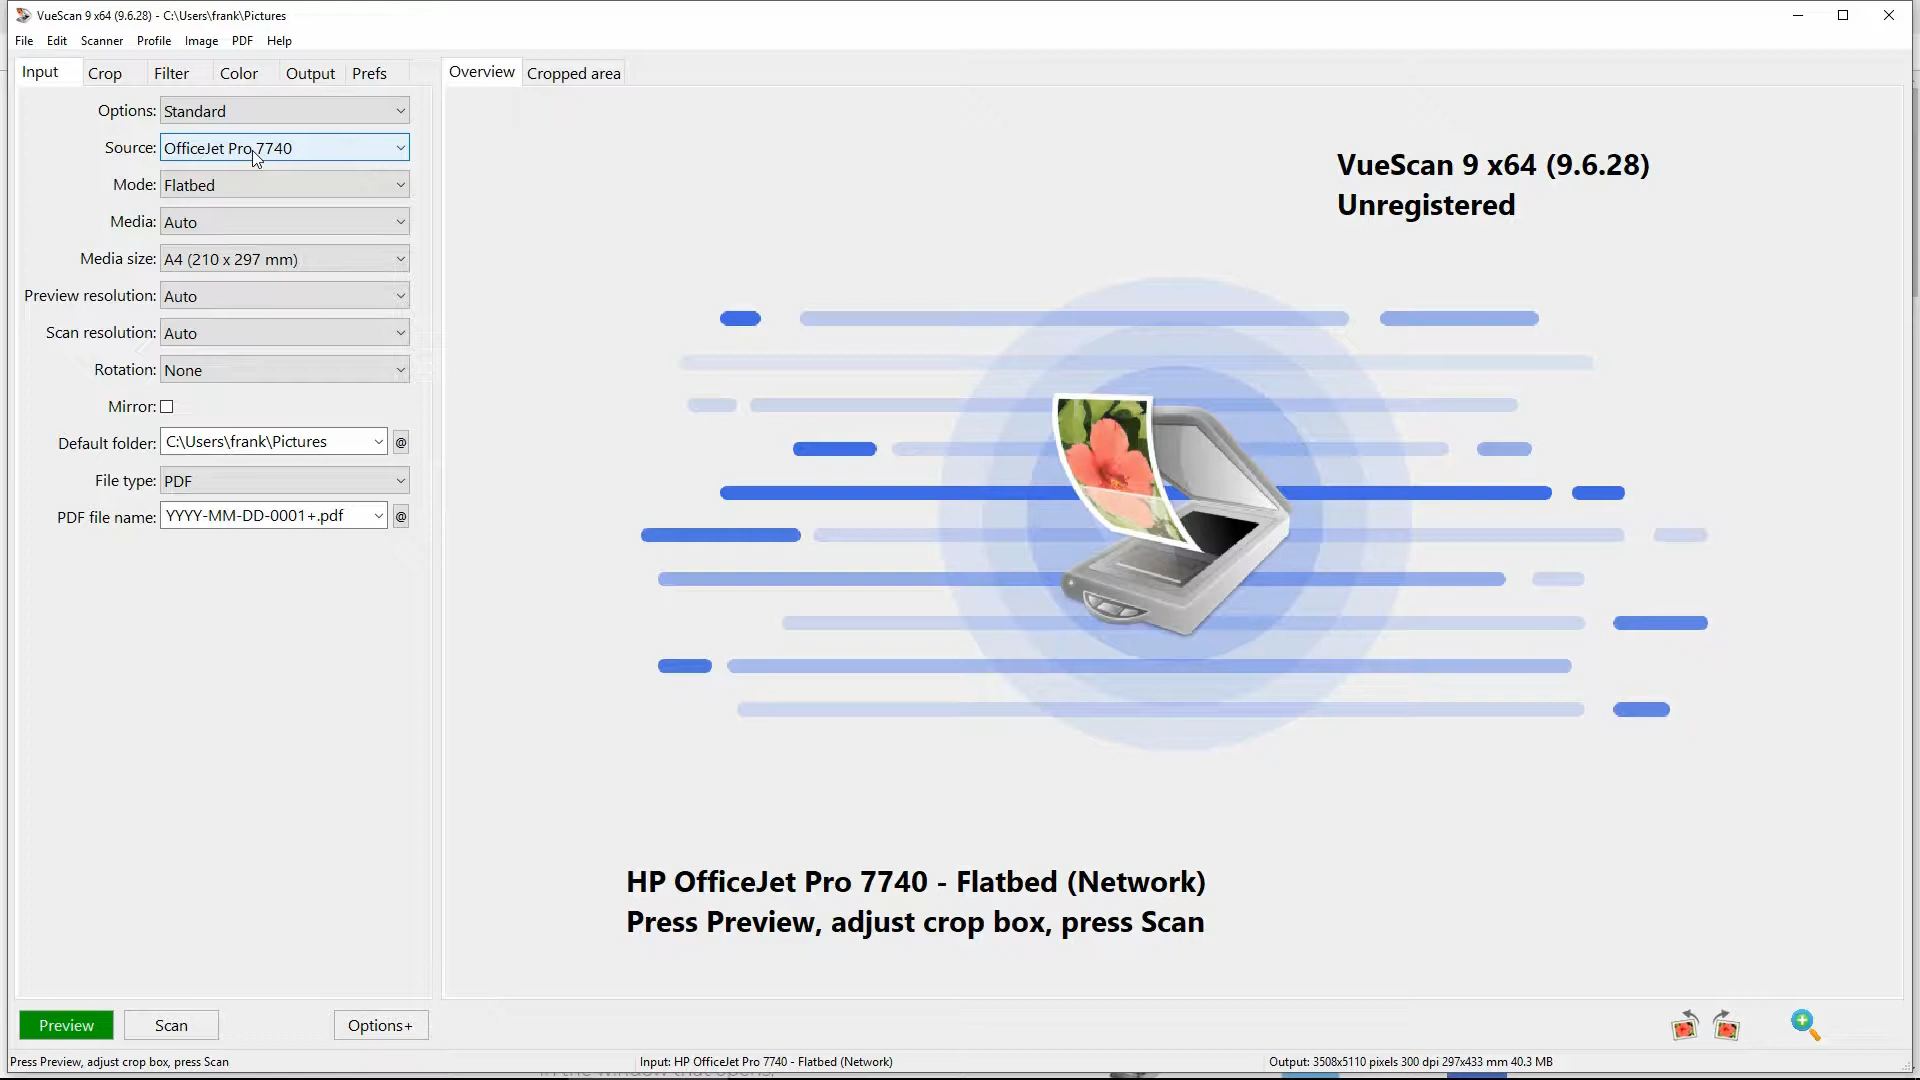 VueScan 9 x64 (9.6.28) - C:\Users\frank\Pictures
File Edit Scanner Profile Image PDF Help
Input Crop Filter Color Output Prefs
Overview Cropped area
Options: Standard
Source: OfficeJet Pro 7740
Mode: Flatbed
Media: Auto
Media size: A4 (210 x 297 mm)
Preview resolution: Auto
Scan resolution: Auto
Rotation: None
Mirror:
Default folder: C:\Users\frank\Pictures @
File type: PDF
PDF file name: YYYY-MM-DD-0001+.pdf @
VueScan 9 x64 (9.6.28)
Unregistered
HP OfficeJet Pro 7740 - Flatbed (Network)
Press Preview, adjust crop box, press Scan
Preview Scan Options+
Press Preview, adjust crop box, press Scan
Input: HP OfficeJet Pro 7740 - Flatbed (Network)
Output: 3508x5110 pixels 300 dpi 297x433 mm 40.3 MB